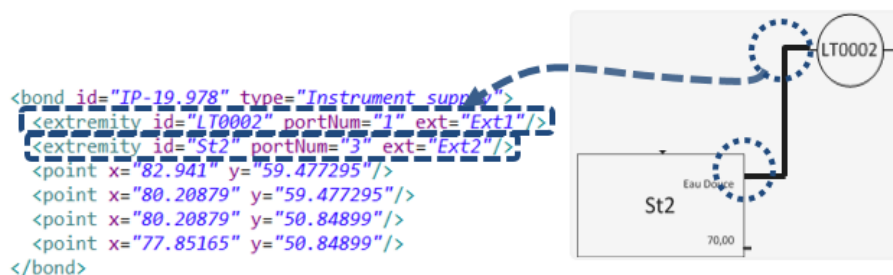 <bond id="IP-19.978" type="Instrument supply">
<extremity id="LT0002" portNum="1" ext="Ext1"/>
<extremity id="St2" portNum="3" ext="Ext2"/>
<point x="82.941" y="59.477295"/>
<point x="80.20879" y="59.477295"/>
<point x="80.20879" y="50.84899"/>
<point x="77.85165" y="50.84899"/>
</bond>
LT0002
Eau Douce
St2
70,00